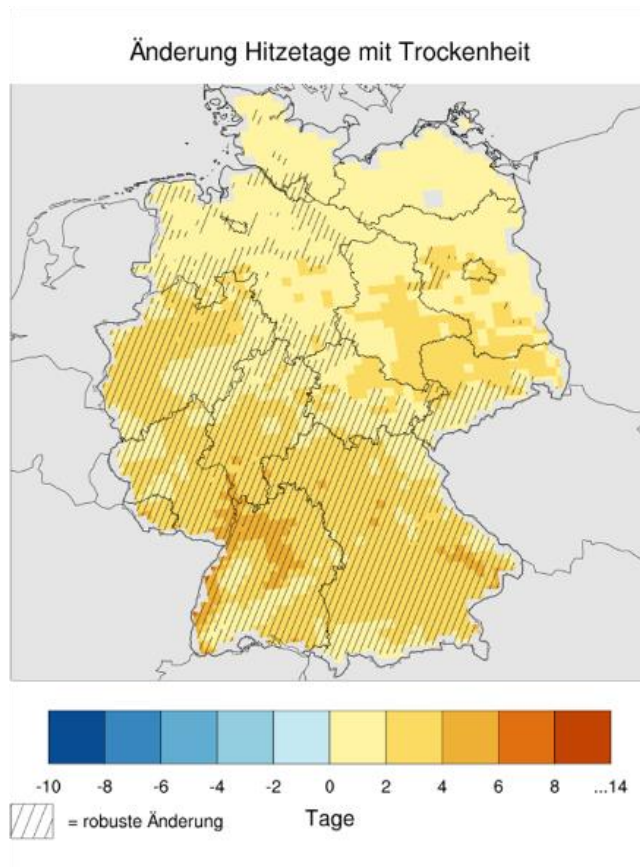 Änderung Hitzetage mit Trockenheit
-10 -8 -6 -4 -2 0 2 4 6 8 ...14
= robuste Änderung Tage